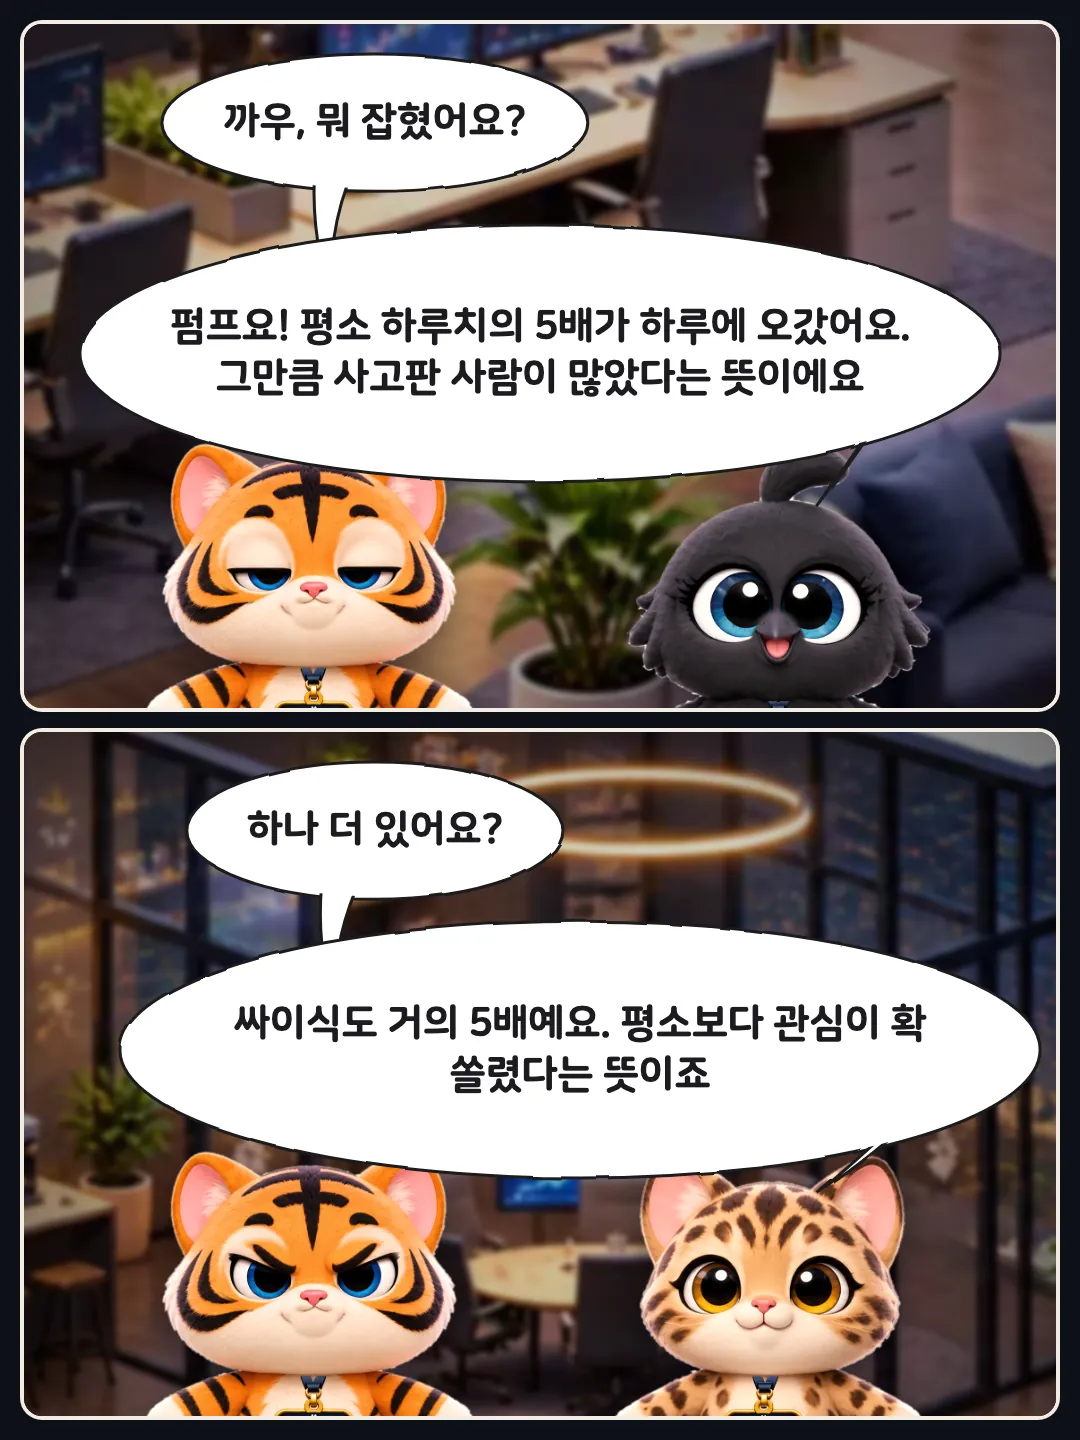 까우, 뭐 잡혔어요?
펌프요! 평소 하루치의 5배가 하루에 오갔어요.
그만큼 사고판 사람이 많았다는 뜻이에요
하나 더 있어요?
싸이식도 거의 5배예요. 평소보다 관심이 확
쏠렸다는 뜻이죠